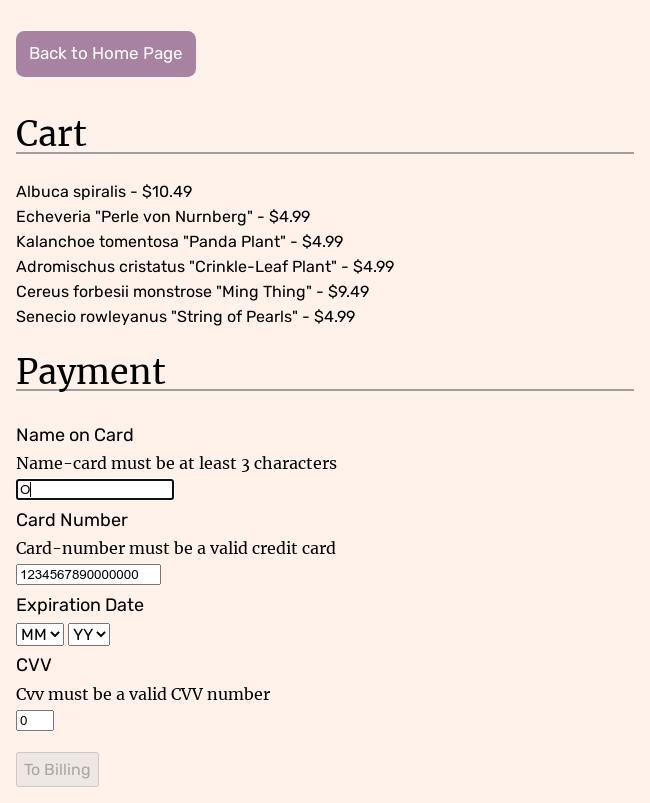 Back to Home Page
Cart
Albuca spiralis - $10.49
Echeveria "Perle von Nurnberg" - $4.99
Kalanchoe tomentosa "Panda Plant" - $4.99
Adromischus cristatus "Crinkle-Leaf Plant" - $4.99
Cereus forbesii monstrose "Ming Thing" - $9.49
Senecio rowleyanus "String of Pearls" - $4.99
Payment
Name on Card
Name-card must be at least 3 characters
O
Card Number
Card-number must be a valid credit card
1234567890000000
Expiration Date
MM YY
CVV
Cvv must be a valid CVV number
0
To Billing